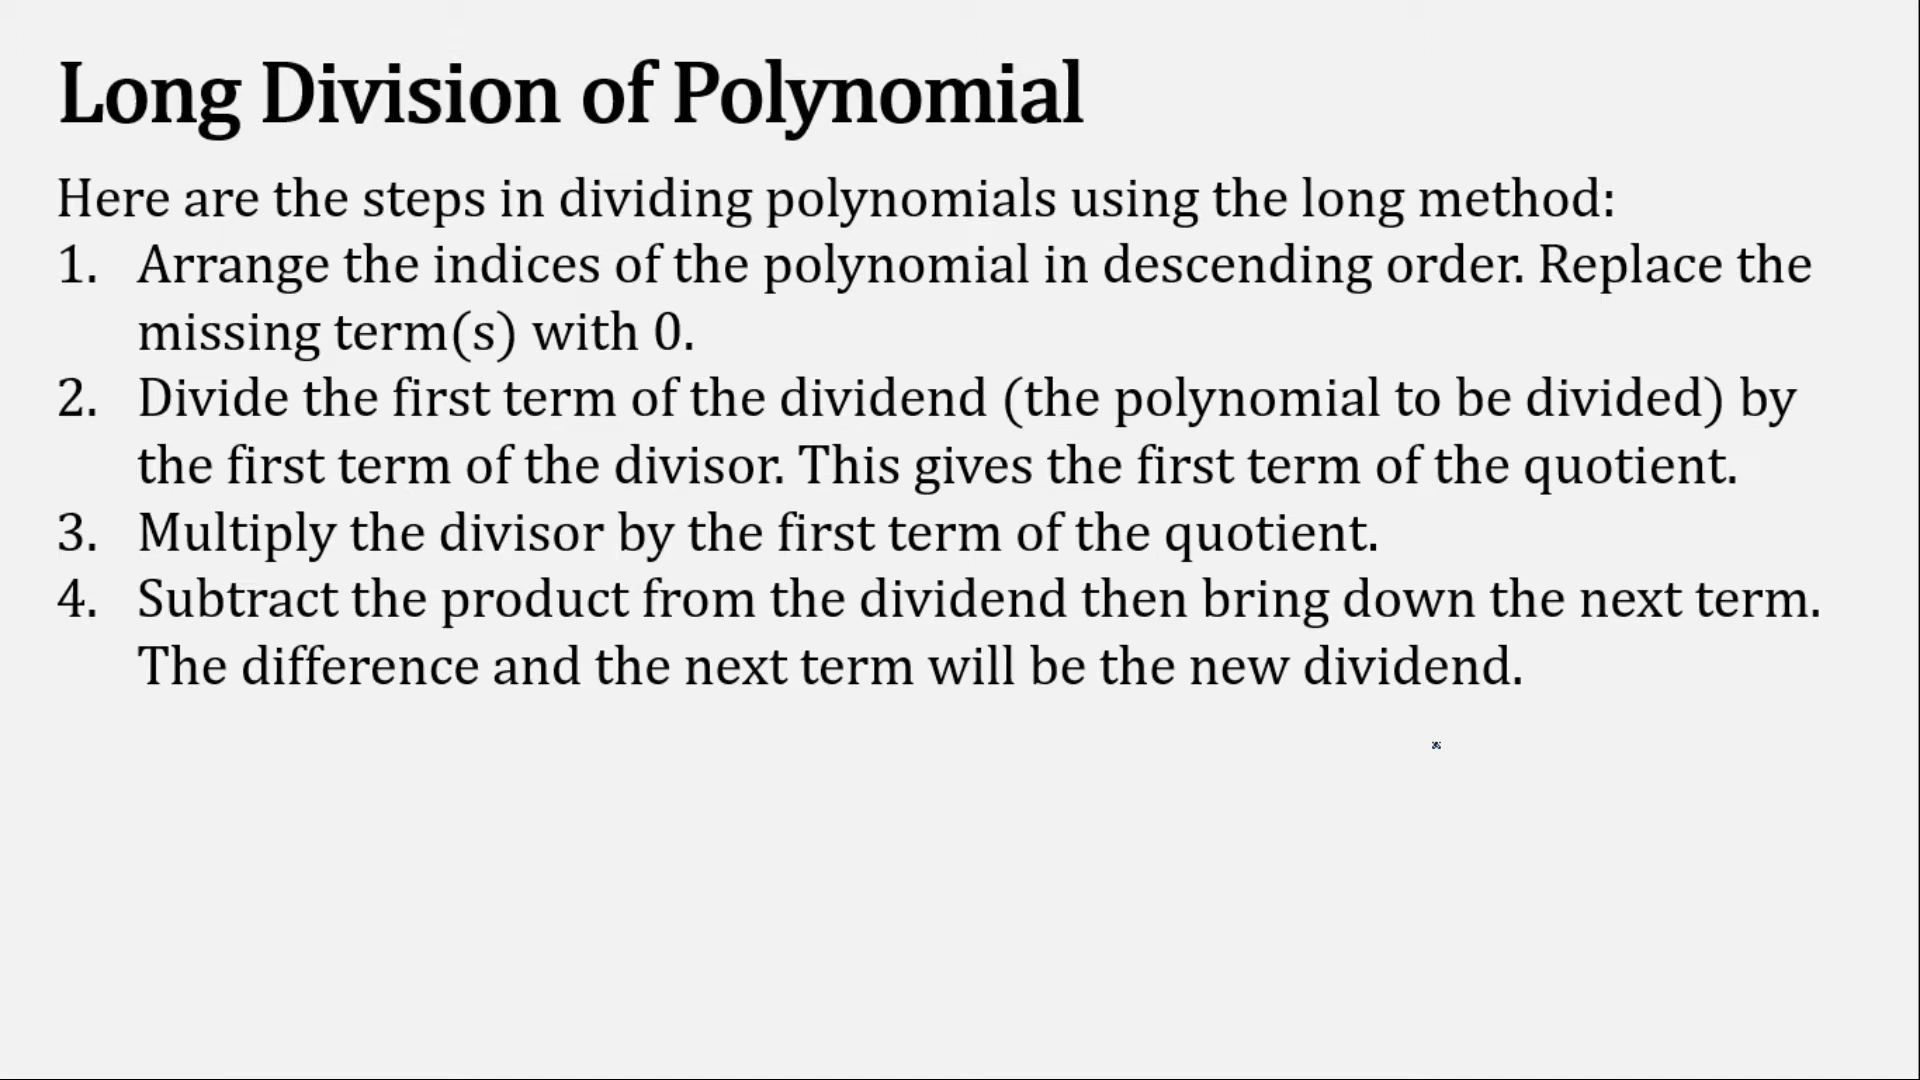 Long Division of Polynomial
Here are the steps in dividing polynomials using the long method:
1. Arrange the indices of the polynomial in descending order. Replace the
missing term(s) with 0.
2. Divide the first term of the dividend (the polynomial to be divided) by
the first term of the divisor. This gives the first term of the quotient.
3. Multiply the divisor by the first term of the quotient.
4. Subtract the product from the dividend then bring down the next term.
The difference and the next term will be the new dividend.